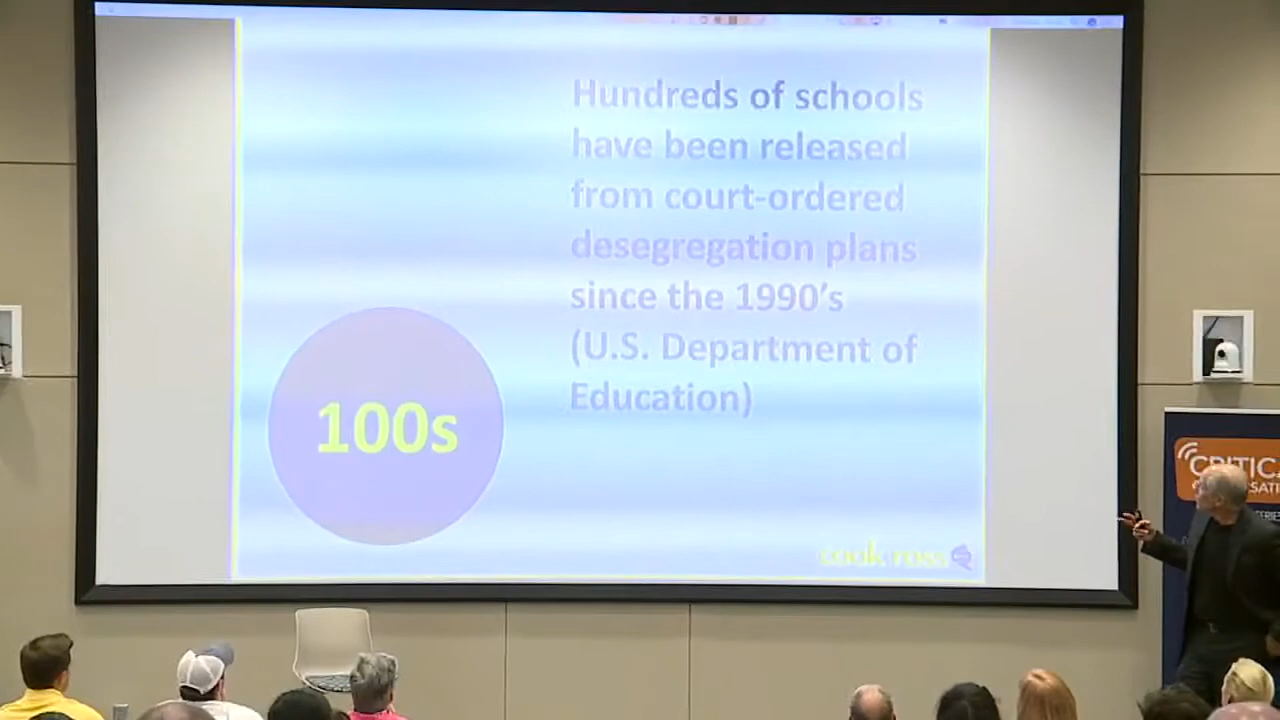 Hundreds of schools
have been released
from court-ordered
desegregation plans
since the 1990's
(U.S. Department of
Education)
100s
cook ross
CRITICA